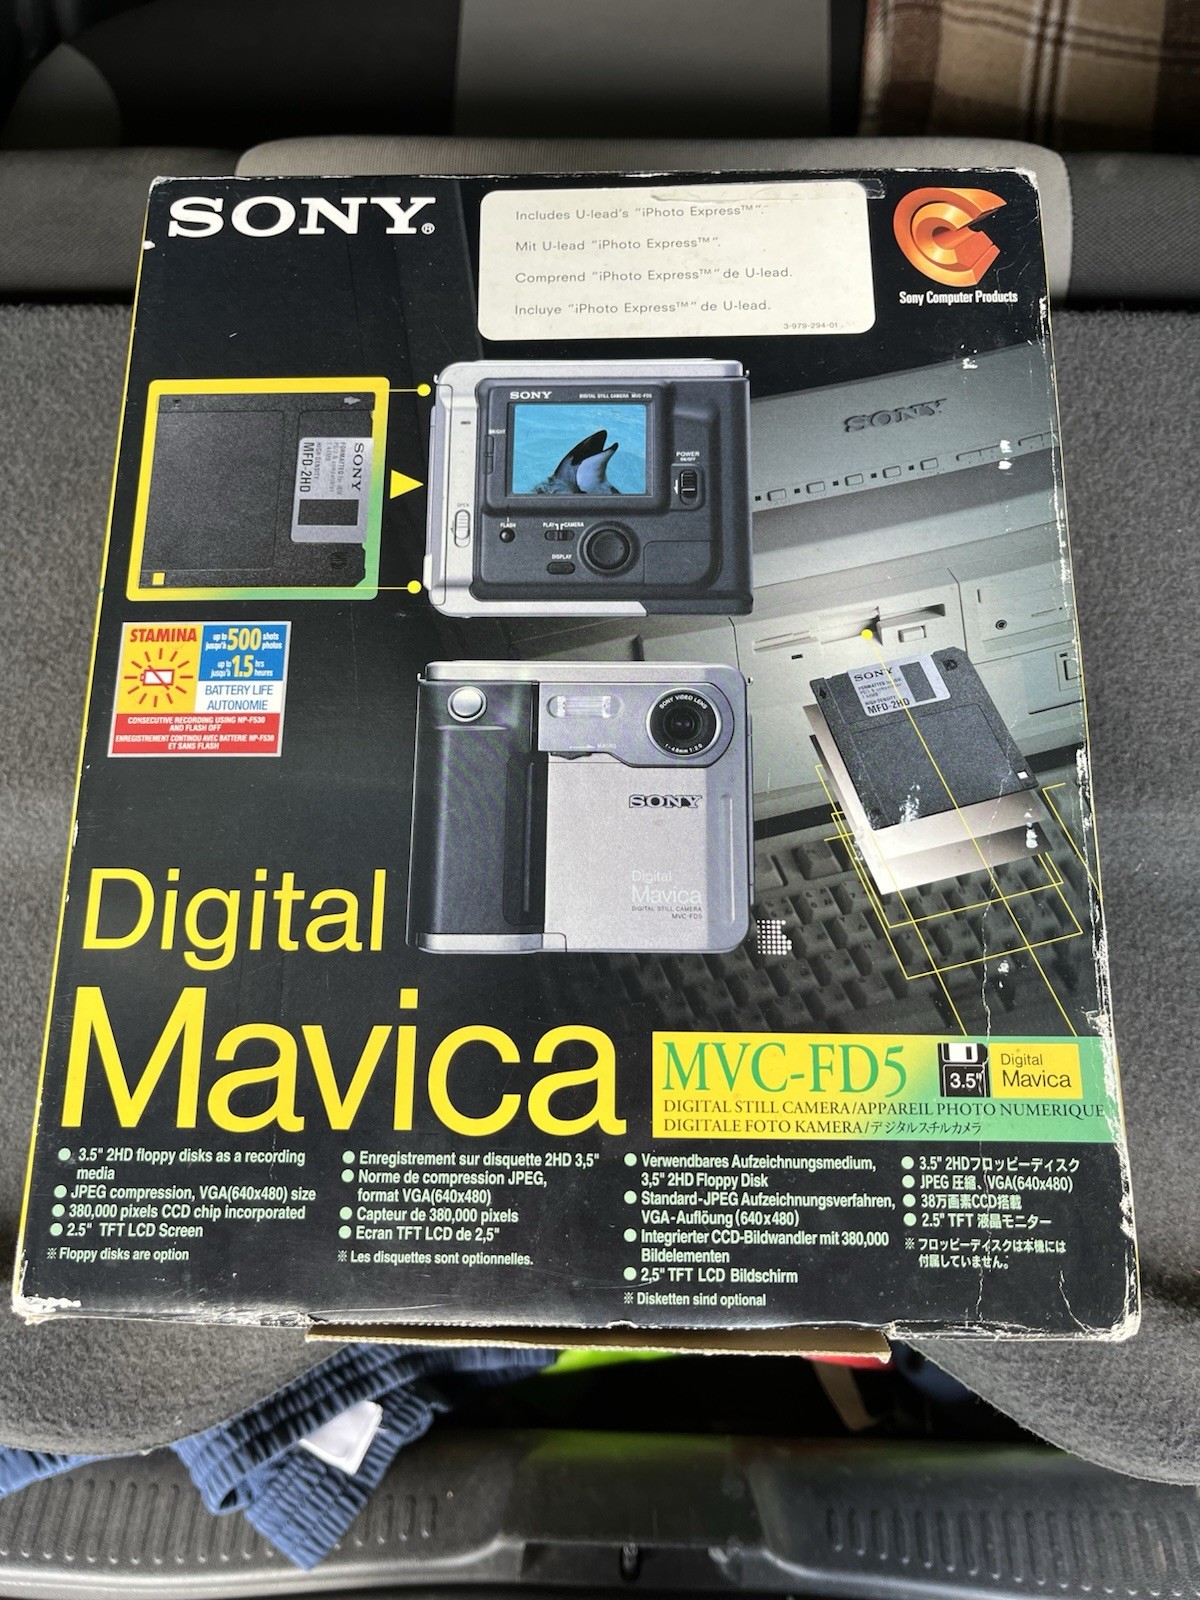 SONY®
Includes U-lead's "iPhoto Express™".
Mit U-lead "iPhoto Express™".
Comprend "iPhoto Express™" de U-lead.
Incluye "iPhoto Express™" de U-lead.
3-979-294-01
Sony Computer Products
SONY
FORMATTED
HIGH DENSITY
MFD-2HD
SONY
DIGITAL STILL CAMERA MVC-FD5
BRIGHT
POWER
ON/OFF
OPEN
FLASH
PLAY
CAMERA
DISPLAY
SONY
STAMINA
up to 500 shots
jusqu'à photos
up to 1.5 hrs
jusqu'à heures
BATTERY LIFE
AUTONOMIE
CONSECUTIVE RECORDING USING NP-F530
AND FLASH OFF
ENREGISTREMENT CONTINU AVEC BATTERIE NP-F530
ET SANS FLASH
SONY VIDEO LENS
MACRO
SONY
Digital
Mavica
DIGITAL STILL CAMERA
MVC-FD5
SONY
HIGH DENSITY
MFD-2HD
Digital
Mavica
MVC-FD5
3.5"
Digital
Mavica
DIGITAL STILL CAMERA/APPAREIL PHOTO NUMERIQUE
DIGITALE FOTO KAMERA/デジタルスチルカメラ
● 3.5" 2HD floppy disks as a recording
media
● JPEG compression, VGA(640x480) size
● 380,000 pixels CCD chip incorporated
● 2.5" TFT LCD Screen
※ Floppy disks are option
● Enregistrement sur disquette 2HD 3,5"
● Norme de compression JPEG,
format VGA(640x480)
● Capteur de 380,000 pixels
● Ecran TFT LCD de 2,5"
※ Les disquettes sont optionnelles.
● Verwendbares Aufzeichnungsmedium,
3,5" 2HD Floppy Disk
● Standard-JPEG Aufzeichnungsverfahren,
VGA-Auflöung (640x480)
● Integrierter CCD-Bildwandler mit 380,000
Bildelementen
● 2,5" TFT LCD Bildschirm
※ Disketten sind optional
● 3.5" 2HDフロッピーディスク
● JPEG 圧縮、VGA(640x480)
● 38万画素CCD搭載
● 2.5" TFT 液晶モニター
※ フロッピーディスクは本機には
付属していません。